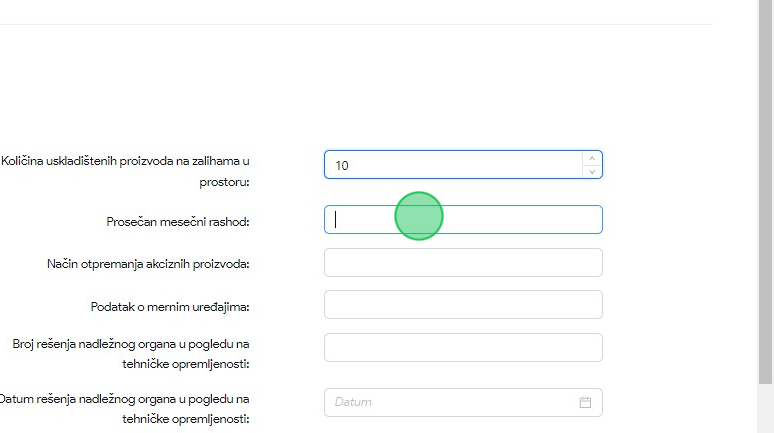 Količina uskladištenih proizvoda na zalihama u
prostoru:
10
Prosečan mesečni rashod:
Način otpremanja akciznih proizvoda:
Podatak o mernim uređajima:
Broj rešenja nadležnog organa u pogledu na
tehničke opremljenosti:
Datum rešenja nadležnog organa u pogledu na
tehničke opremljenosti:
Datum